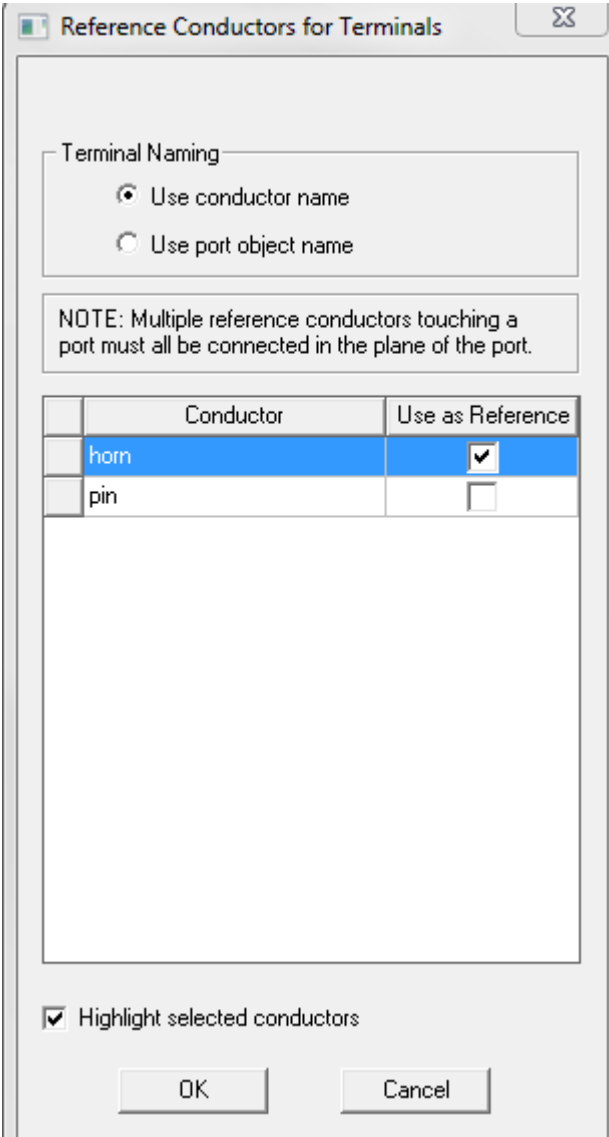 Reference Conductors for Terminals
Terminal Naming
Use conductor name
Use port object name
NOTE: Multiple reference conductors touching a
port must all be connected in the plane of the port.
Conductor Use as Reference
horn
pin
Highlight selected conductors
OK Cancel